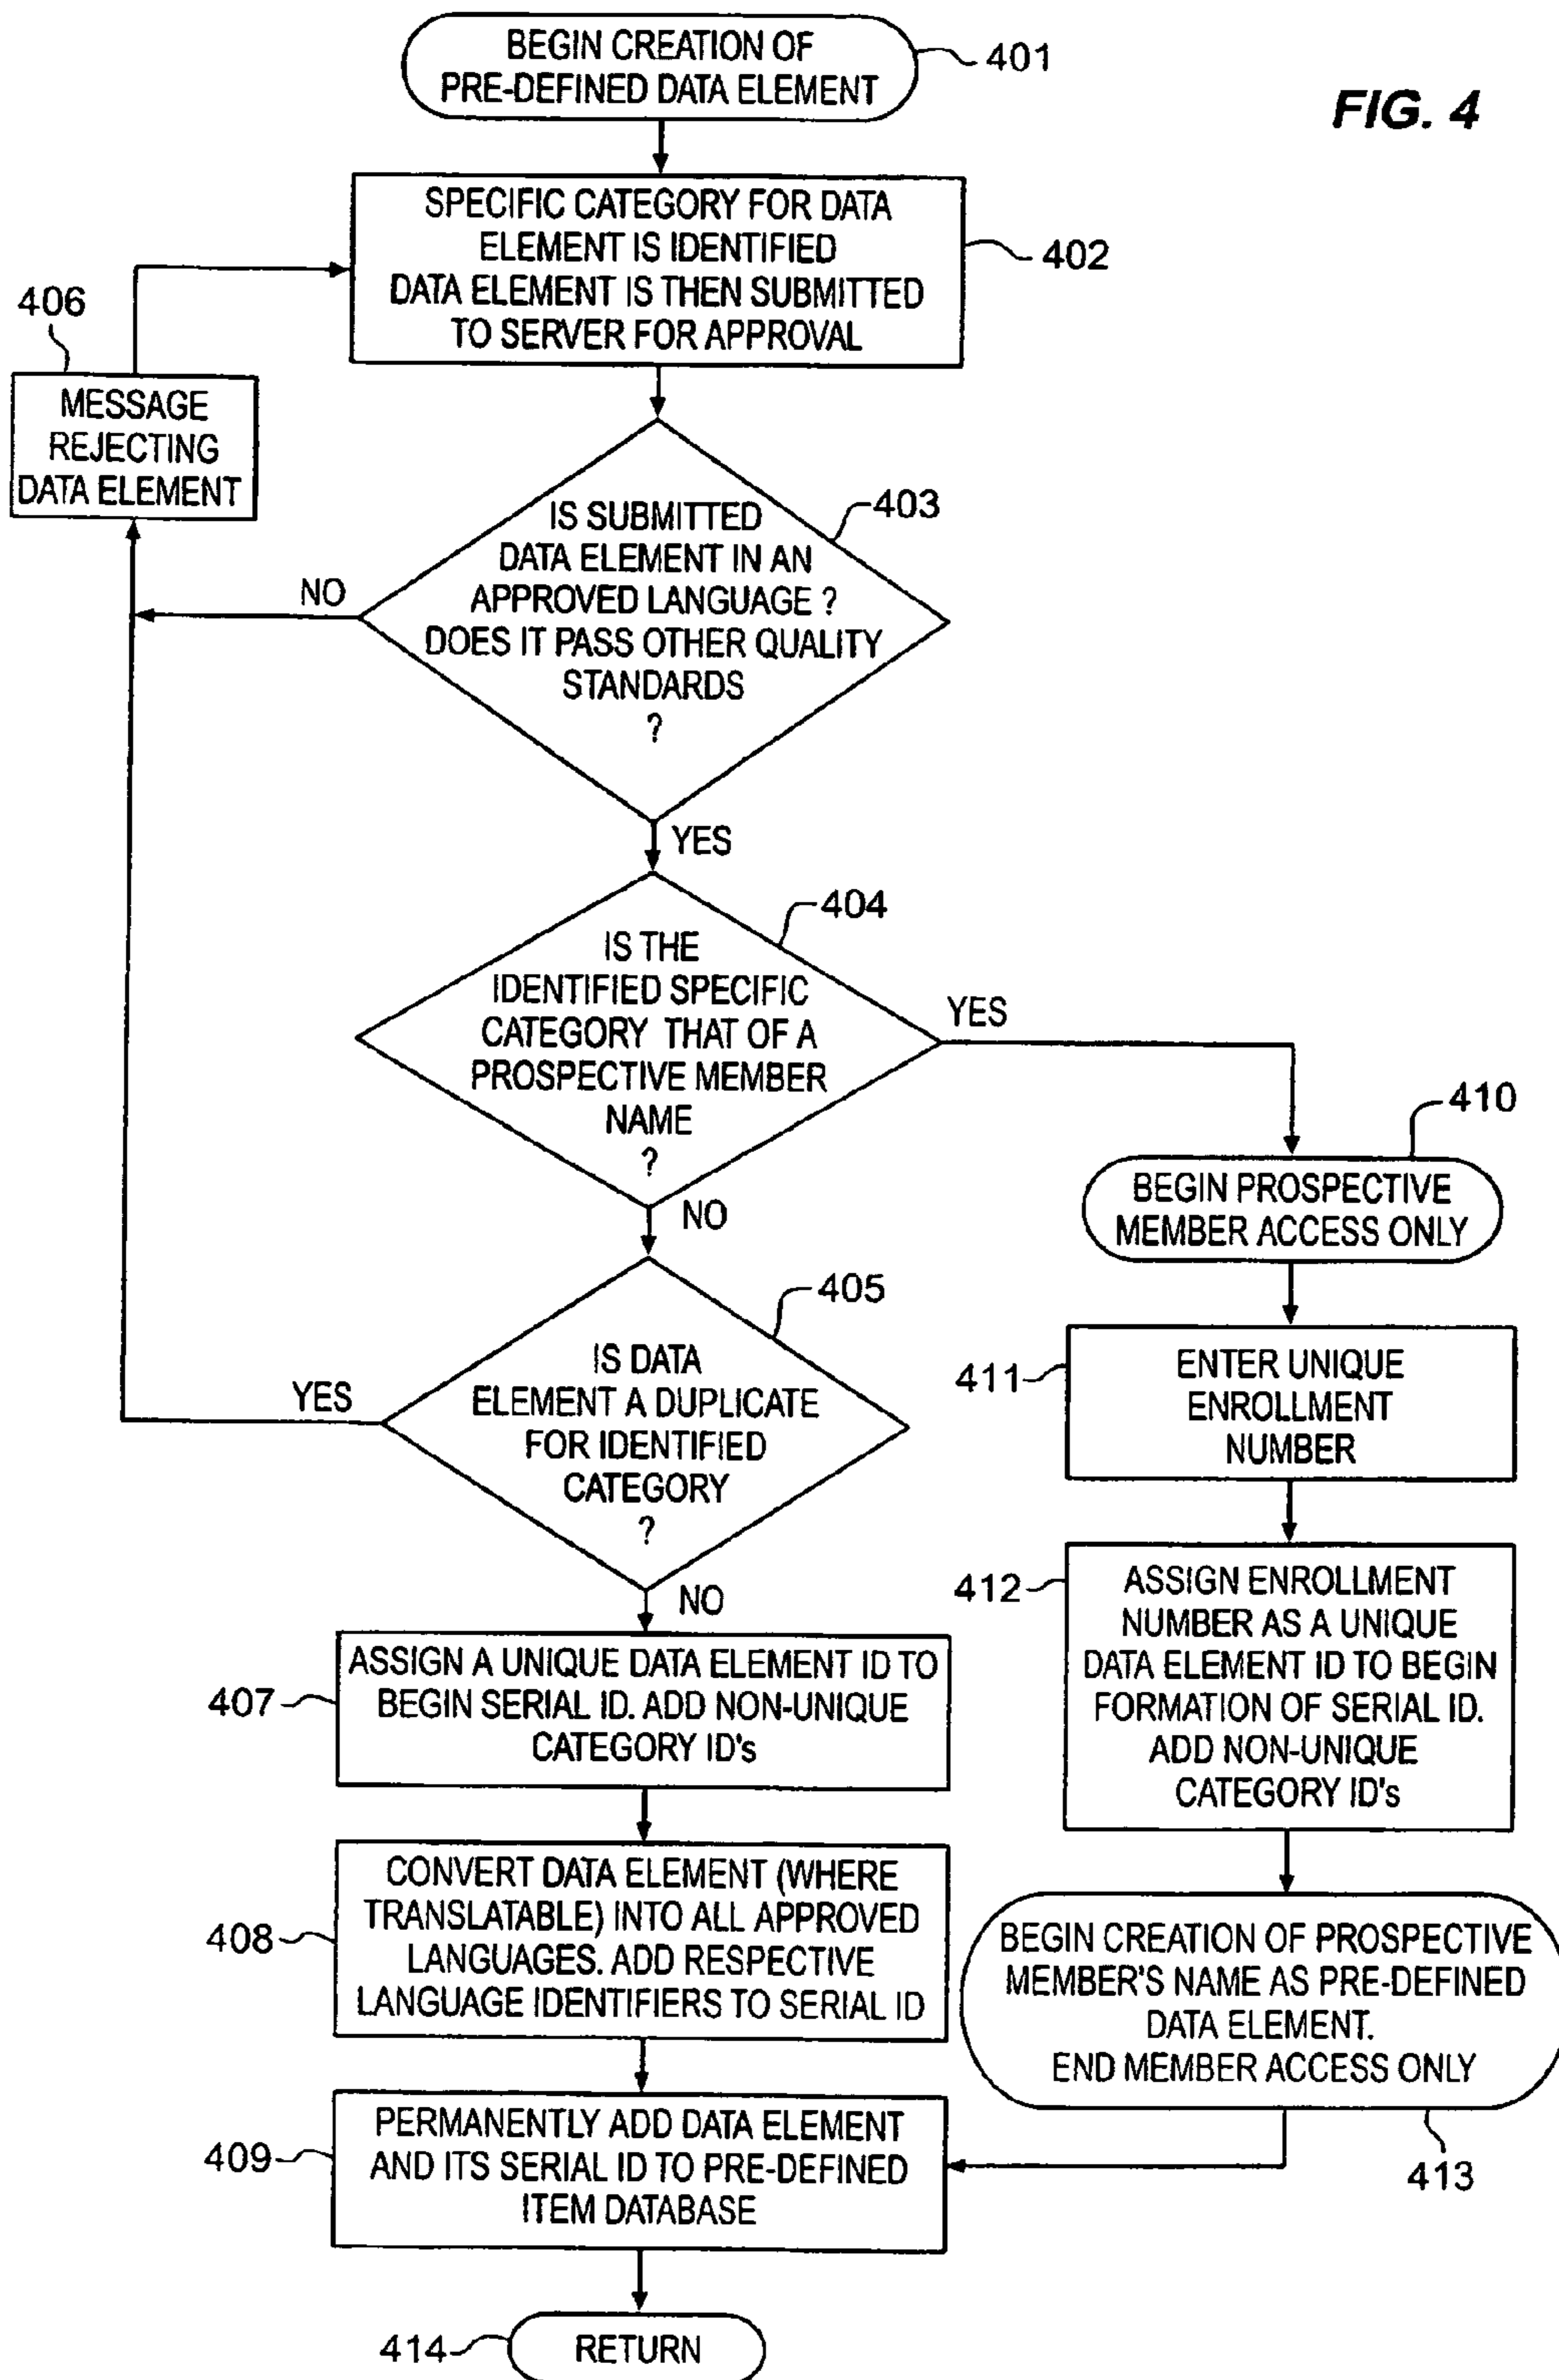 BEGIN CREATION OF
PRE-DEFINED DATA ELEMENT
401
FIG. 4
SPECIFIC CATEGORY FOR DATA
ELEMENT IS IDENTIFIED
DATA ELEMENT IS THEN SUBMITTED
TO SERVER FOR APPROVAL
402
406
MESSAGE
REJECTING
DATA ELEMENT
IS SUBMITTED
DATA ELEMENT IN AN
APPROVED LANGUAGE ?
DOES IT PASS OTHER QUALITY
STANDARDS
?
403
NO
YES
IS THE
IDENTIFIED SPECIFIC
CATEGORY THAT OF A
PROSPECTIVE MEMBER
NAME
?
404
YES
NO
410
BEGIN PROSPECTIVE
MEMBER ACCESS ONLY
IS DATA
ELEMENT A DUPLICATE
FOR IDENTIFIED
CATEGORY
?
405
YES
NO
411
ENTER UNIQUE
ENROLLMENT
NUMBER
412
ASSIGN ENROLLMENT
NUMBER AS A UNIQUE
DATA ELEMENT ID TO BEGIN
FORMATION OF SERIAL ID.
ADD NON-UNIQUE
CATEGORY ID's
407
ASSIGN A UNIQUE DATA ELEMENT ID TO
BEGIN SERIAL ID. ADD NON-UNIQUE
CATEGORY ID's
408
CONVERT DATA ELEMENT (WHERE
TRANSLATABLE) INTO ALL APPROVED
LANGUAGES. ADD RESPECTIVE
LANGUAGE IDENTIFIERS TO SERIAL ID
BEGIN CREATION OF PROSPECTIVE
MEMBER'S NAME AS PRE-DEFINED
DATA ELEMENT.
END MEMBER ACCESS ONLY
413
409
PERMANENTLY ADD DATA ELEMENT
AND ITS SERIAL ID TO PRE-DEFINED
ITEM DATABASE
414
RETURN